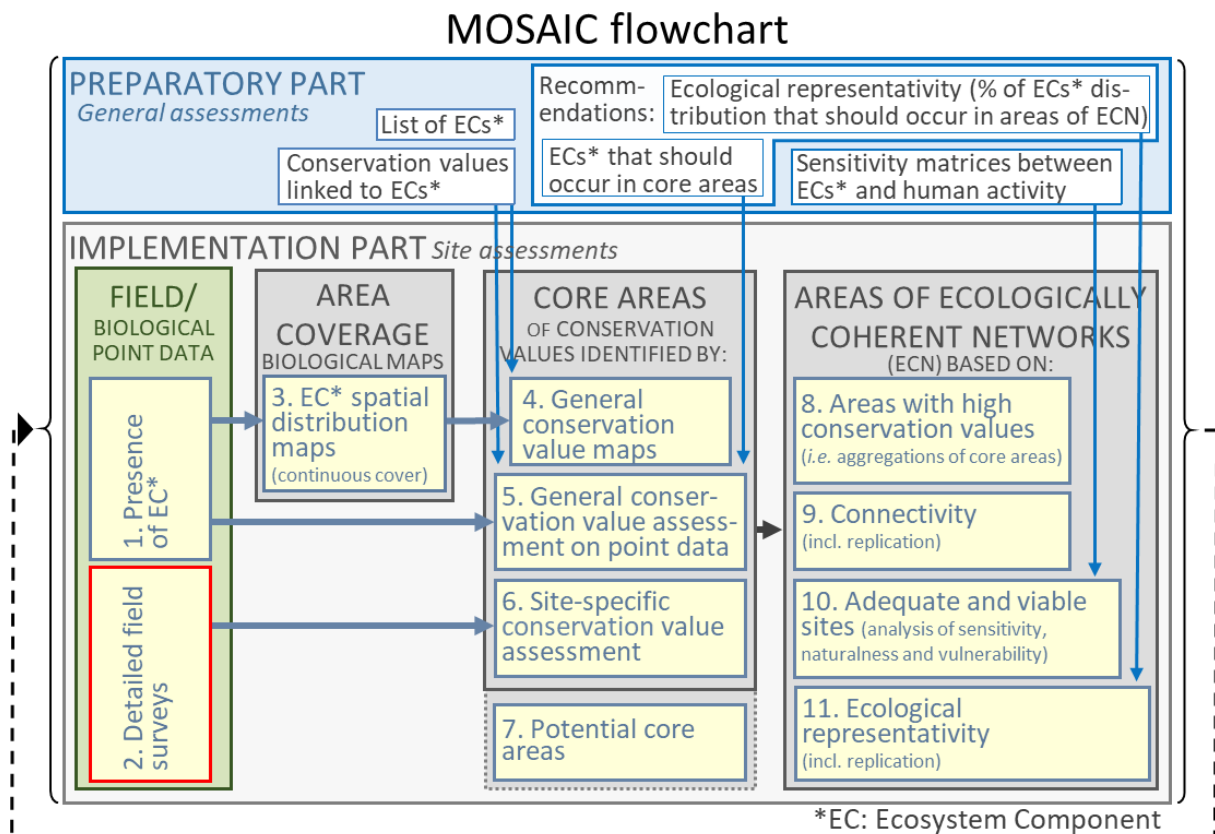 MOSAIC flowchart
PREPARATORY PART
General assessments
List of ECs*
Conservation values
linked to ECs*
Recomm-
endations:
Ecological representativity (% of ECs* dis-
tribution that should occur in areas of ECN)
ECs* that should
occur in core areas
Sensitivity matrices between
ECs* and human activity
IMPLEMENTATION PART Site assessments
FIELD/
BIOLOGICAL
POINT DATA
1. Presence
of EC*
2. Detailed field
surveys
AREA
COVERAGE
BIOLOGICAL MAPS
3. EC* spatial
distribution
maps
(continuous cover)
CORE AREAS
OF CONSERVATION
VALUES IDENTIFIED BY:
4. General
conservation
value maps
5. General conser-
vation value assess-
ment on point data
6. Site-specific
conservation value
assessment
7. Potential core
areas
AREAS OF ECOLOGICALLY
COHERENT NETWORKS
(ECN) BASED ON:
8. Areas with high
conservation values
(i.e. aggregations of core areas)
9. Connectivity
(incl. replication)
10. Adequate and viable
sites (analysis of sensitivity,
naturalness and vulnerability)
11. Ecological
representativity
(incl. replication)
*EC: Ecosystem Component